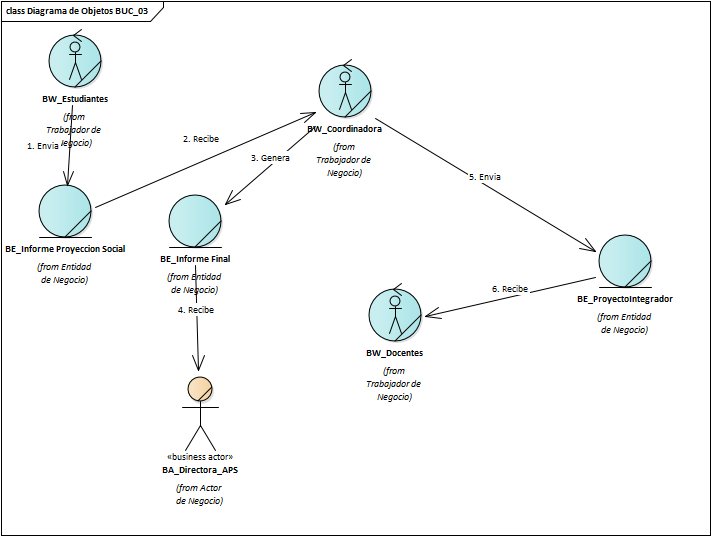 class Diagrama de Objetos BUC_03
BW_Estudiantes
(from
Trabajador de
Negocio)
1. Envia
BE_Informe Proyeccion Social
(from Entidad
de Negocio)
2. Recibe
BW_Coordinadora
(from
Trabajador de
Negocio)
3. Genera
BE_Informe Final
(from Entidad
de Negocio)
4. Recibe
«business actor»
BA_Directora_APS
(from Actor
de Negocio)
5. Envia
BE_ProyectoIntegrador
(from Entidad
de Negocio)
6. Recibe
BW_Docentes
(from
Trabajador de
Negocio)